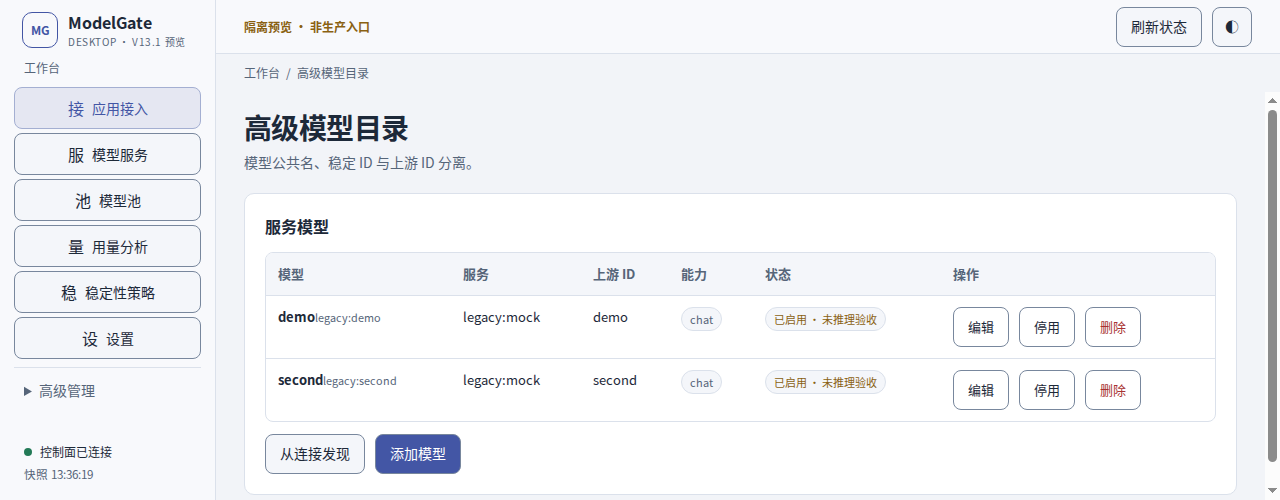 MG
ModelGate
DESKTOP · V13.1 预览
工作台
接 应用接入
服 模型服务
池 模型池
量 用量分析
稳 稳定性策略
设 设置
▶ 高级管理
控制面已连接
快照 13:36:19
隔离预览 · 非生产入口
刷新状态
工作台 / 高级模型目录
高级模型目录
模型公共名、稳定 ID 与上游 ID 分离。
服务模型
模型 服务 上游 ID 能力 状态 操作
demolegacy:demo legacy:mock demo chat 已启用 · 未推理验收 编辑 停用 删除
secondlegacy:second legacy:mock second chat 已启用 · 未推理验收 编辑 停用 删除
从连接发现 添加模型